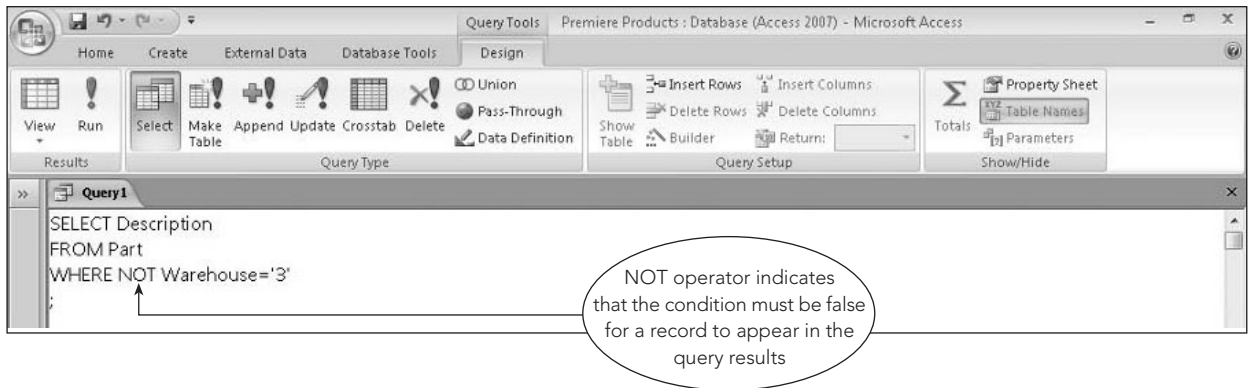 Query Tools
Premiere Products : Database (Access 2007) - Microsoft Access
Home Create External Data Database Tools Design
View
Run
Results
Select
Make Table
Append
Update
Crosstab
Delete
Union
Pass-Through
Data Definition
Query Type
Show Table
Insert Rows
Delete Rows
Builder
Insert Columns
Delete Columns
Return:
Query Setup
Totals
Property Sheet
Table Names
Parameters
Show/Hide
Query1
SELECT Description
FROM Part
WHERE NOT Warehouse='3'
;
NOT operator indicates
that the condition must be false
for a record to appear in the
query results